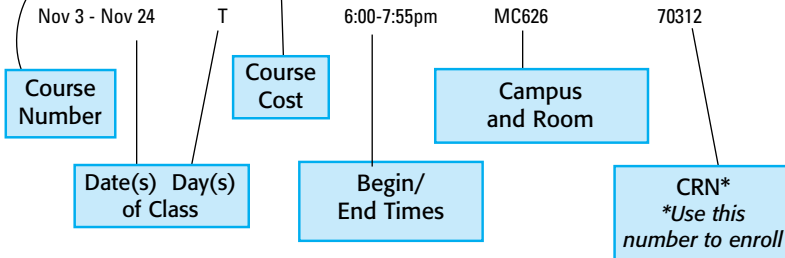 Nov 3 - Nov 24 T 6:00-7:55pm MC626 70312
Course
Number
Course
Cost
Campus
and Room
Date(s) Day(s)
of Class
Begin/
End Times
CRN*
*Use this
number to enroll